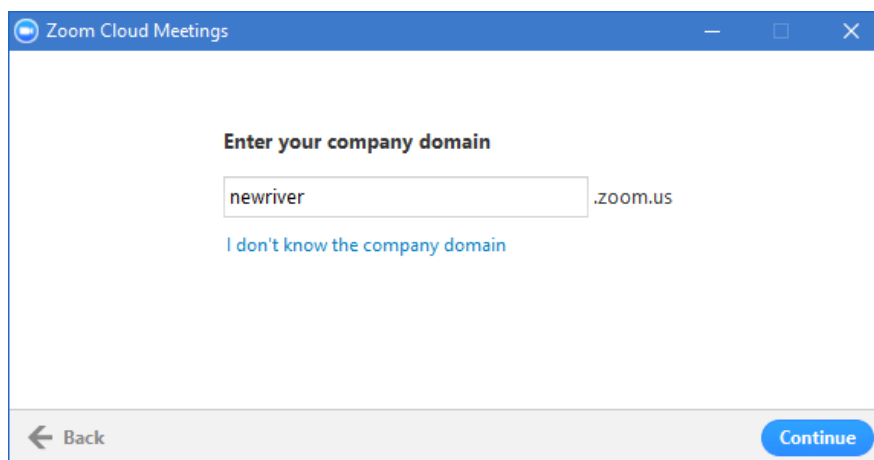 Zoom Cloud Meetings
Enter your company domain
newriver .zoom.us
I don't know the company domain
Back Continue